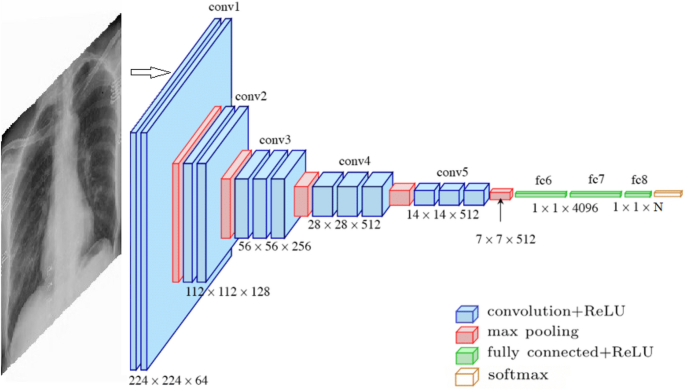 conv1
conv2
conv3
conv4
conv5
fc6
fc7
fc8
1 × 1 × 4096
1 × 1 × N
14 × 14 × 512
28 × 28 × 512
7 × 7 × 512
56 × 56 × 256
112 × 112 × 128
224 × 224 × 64
convolution+ReLU
max pooling
fully connected+ReLU
softmax